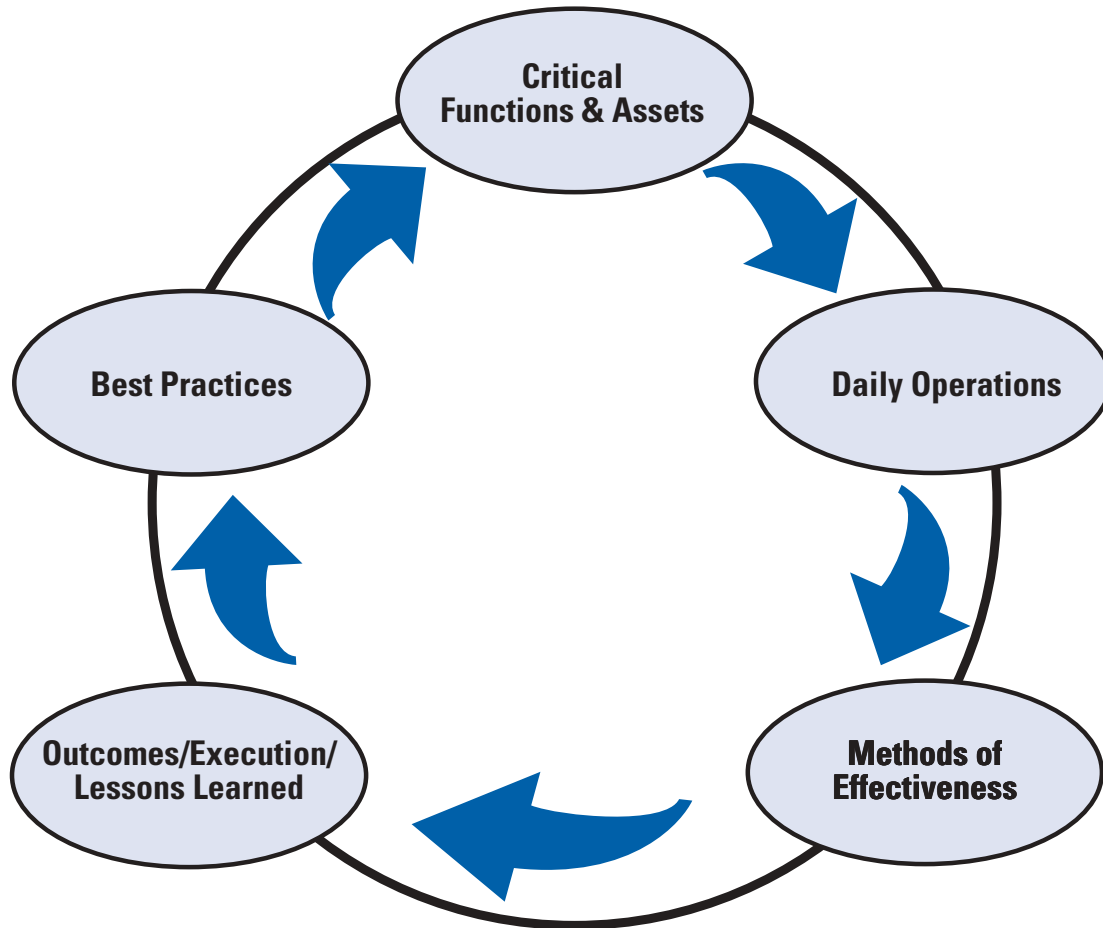 Critical
Functions & Assets
Daily Operations
Methods of
Effectiveness
Outcomes/Execution/
Lessons Learned
Best Practices